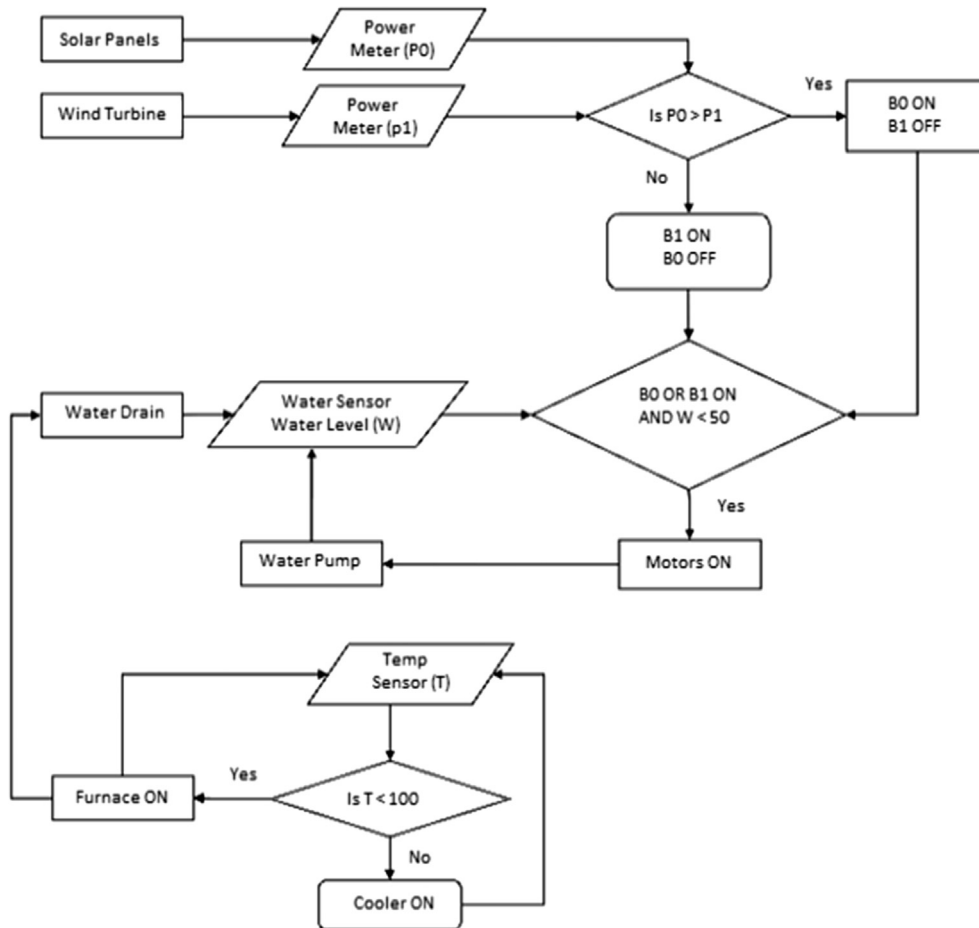 Solar Panels
Power
Meter (P0)
Wind Turbine
Power
Meter (p1)
Is P0 > P1
Yes
B0 ON
B1 OFF
No
B1 ON
B0 OFF
Water Drain
Water Sensor
Water Level (W)
B0 OR B1 ON
AND W < 50
Yes
Water Pump
Motors ON
Temp
Sensor (T)
Furnace ON
Yes
Is T < 100
No
Cooler ON